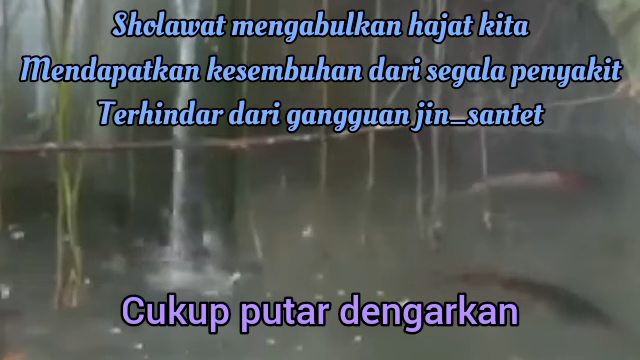 Sholawat mengabulkan hajat kita
Mendapatkan kesembuhan dari segala penyakit
Terhindar dari gangguan jin_santet
Cukup putar dengarkan